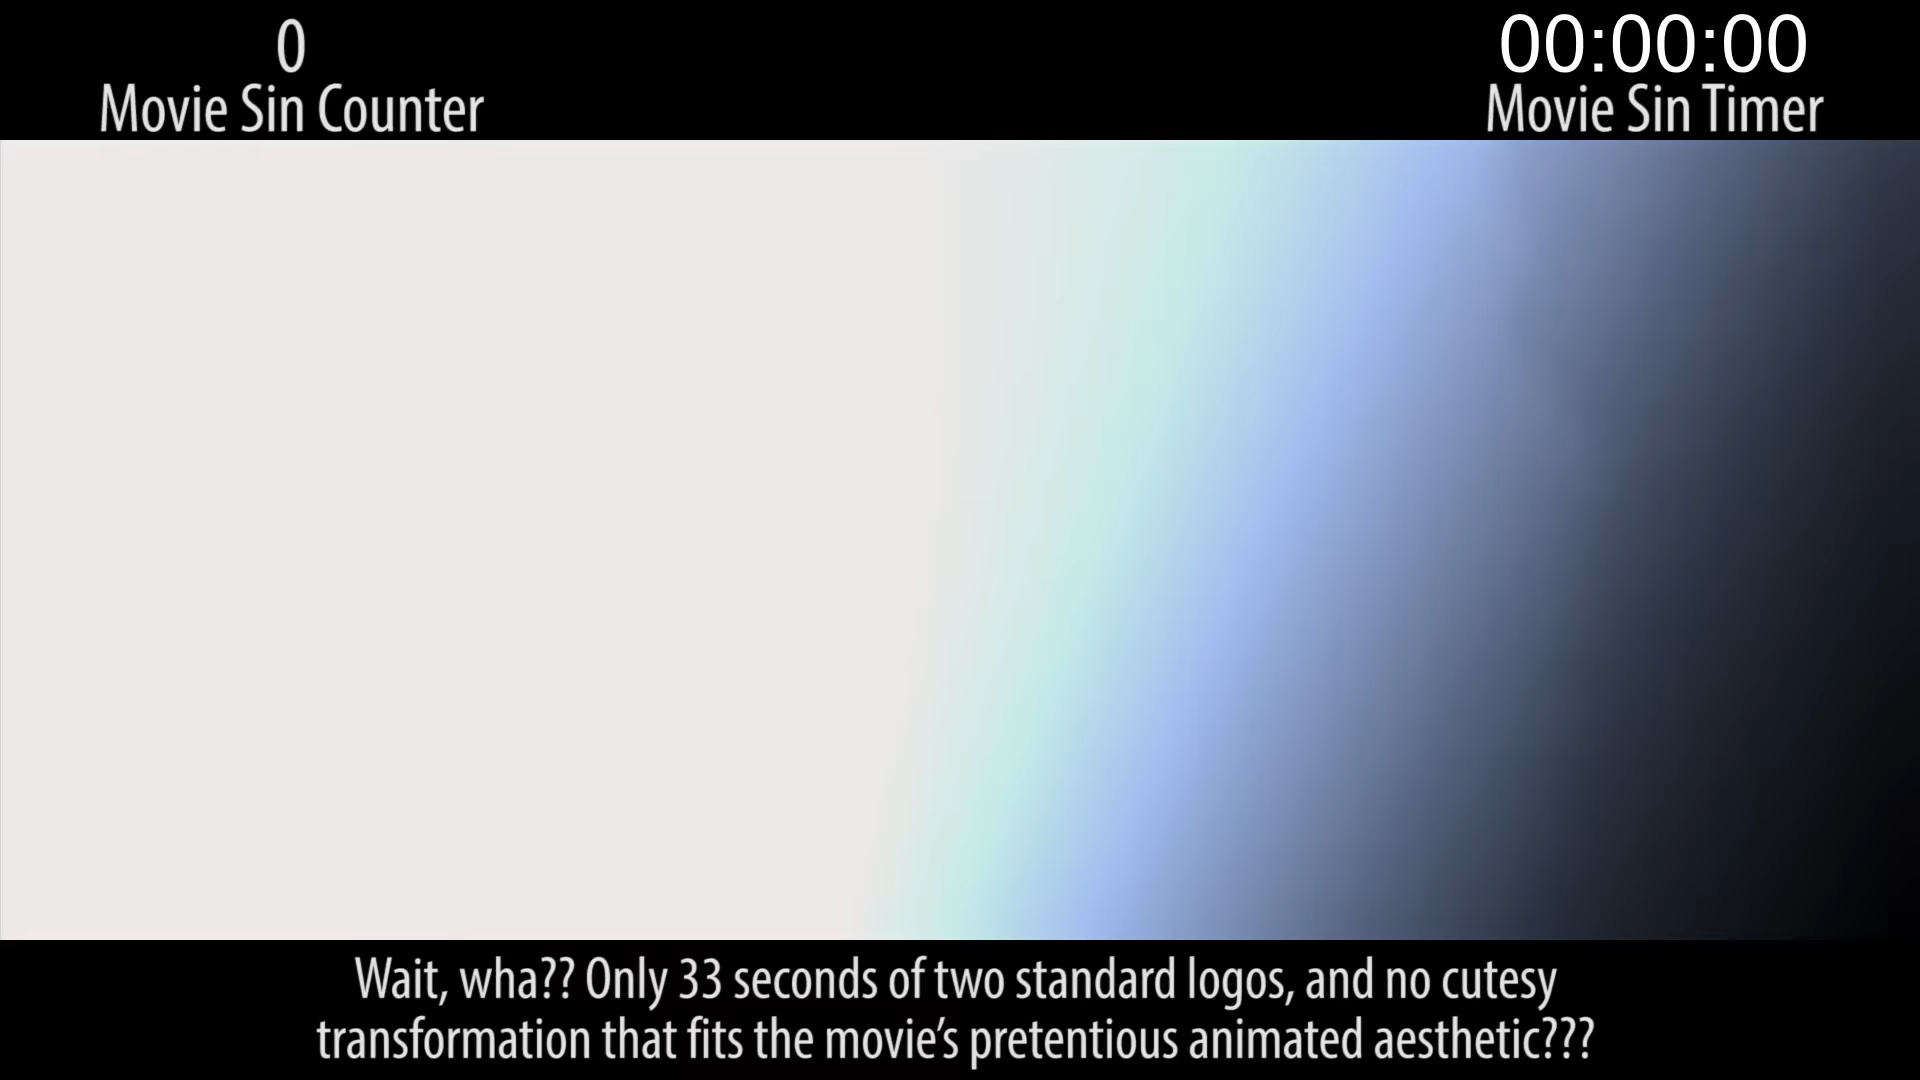 0
Movie Sin Counter
00:00:00
Movie Sin Timer
Wait, wha?? Only 33 seconds of two standard logos, and no cutesy
transformation that fits the movie’s pretentious animated aesthetic???